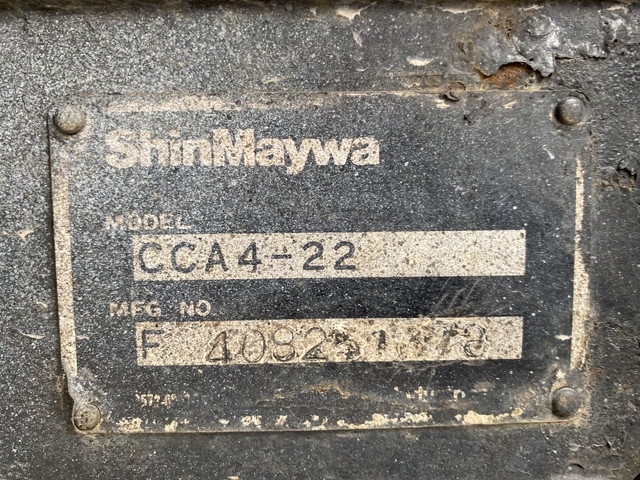 ShinMaywa
MODEL
CCA4-22
MFG NO
F